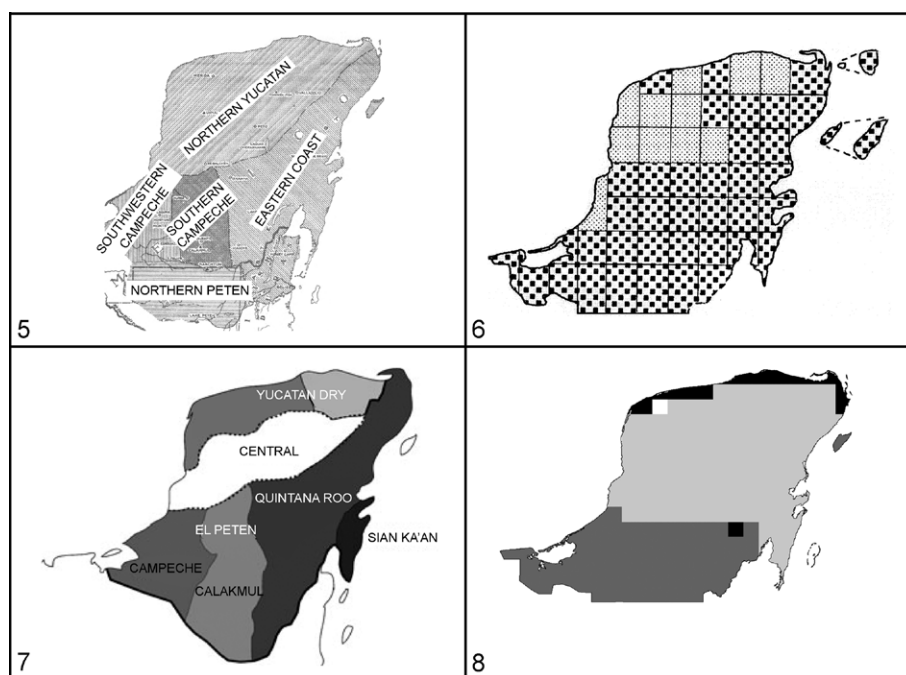 NORTHERN YUCATAN
SOUTHWESTERN
CAMPECHE
SOUTHERN
CAMPECHE
EASTERN COAST
NORTHERN PETEN
5
6
YUCATAN DRY
CENTRAL
QUINTANA ROO
EL PETEN
SIAN KA'AN
CAMPECHE
CALAKMUL
7
8